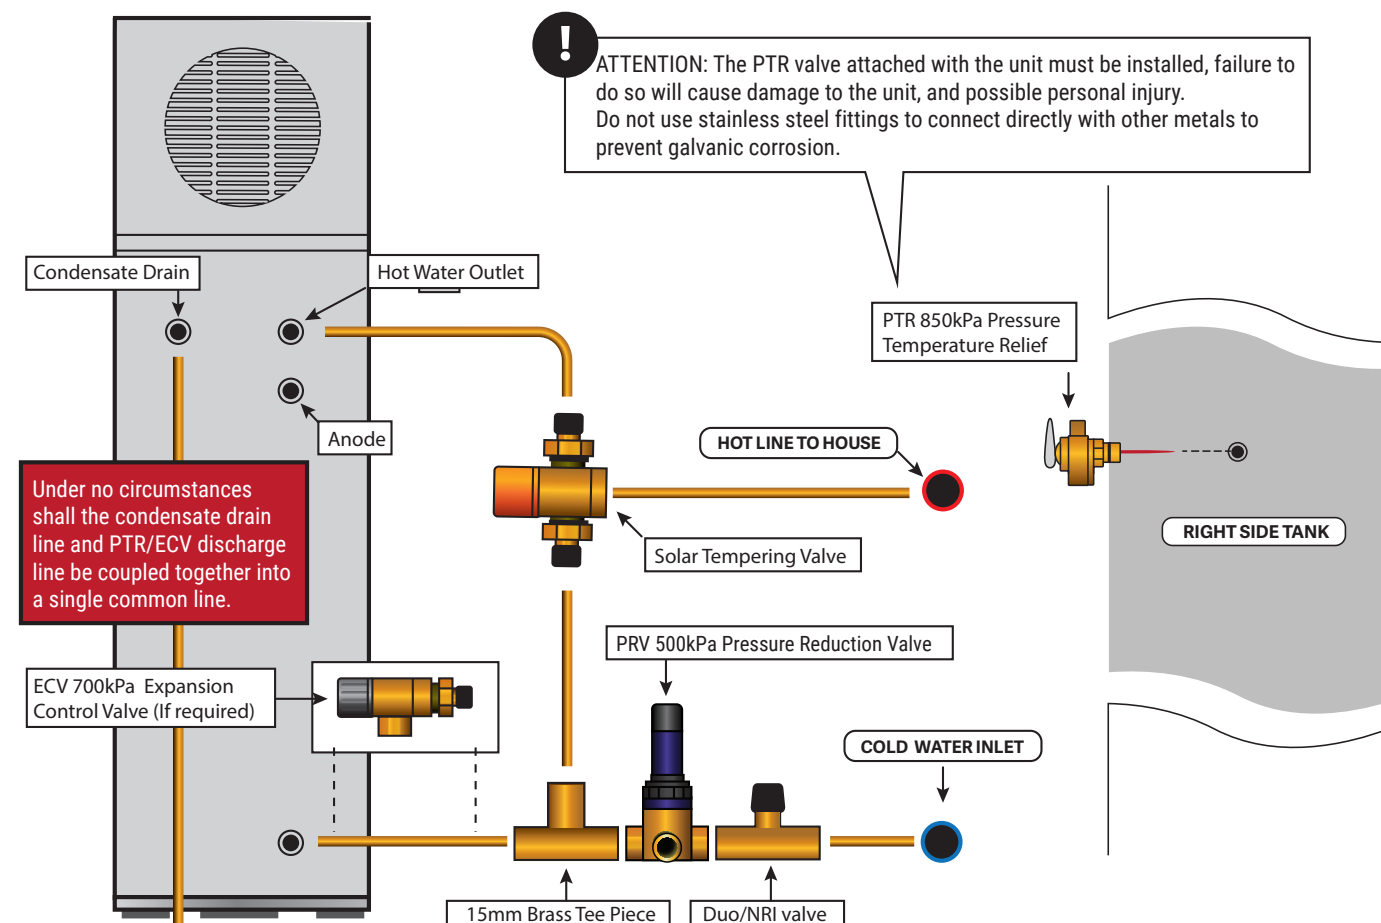 !
ATTENTION: The PTR valve attached with the unit must be installed, failure to
do so will cause damage to the unit, and possible personal injury.
Do not use stainless steel fittings to connect directly with other metals to
prevent galvanic corrosion.
Condensate Drain
Hot Water Outlet
PTR 850kPa Pressure
Temperature Relief
Anode
HOT LINE TO HOUSE
Under no circumstances
shall the condensate drain
line and PTR/ECV discharge
line be coupled together into
a single common line.
RIGHT SIDE TANK
Solar Tempering Valve
PRV 500kPa Pressure Reduction Valve
ECV 700kPa Expansion
Control Valve (If required)
COLD WATER INLET
15mm Brass Tee Piece
Duo/NRI valve